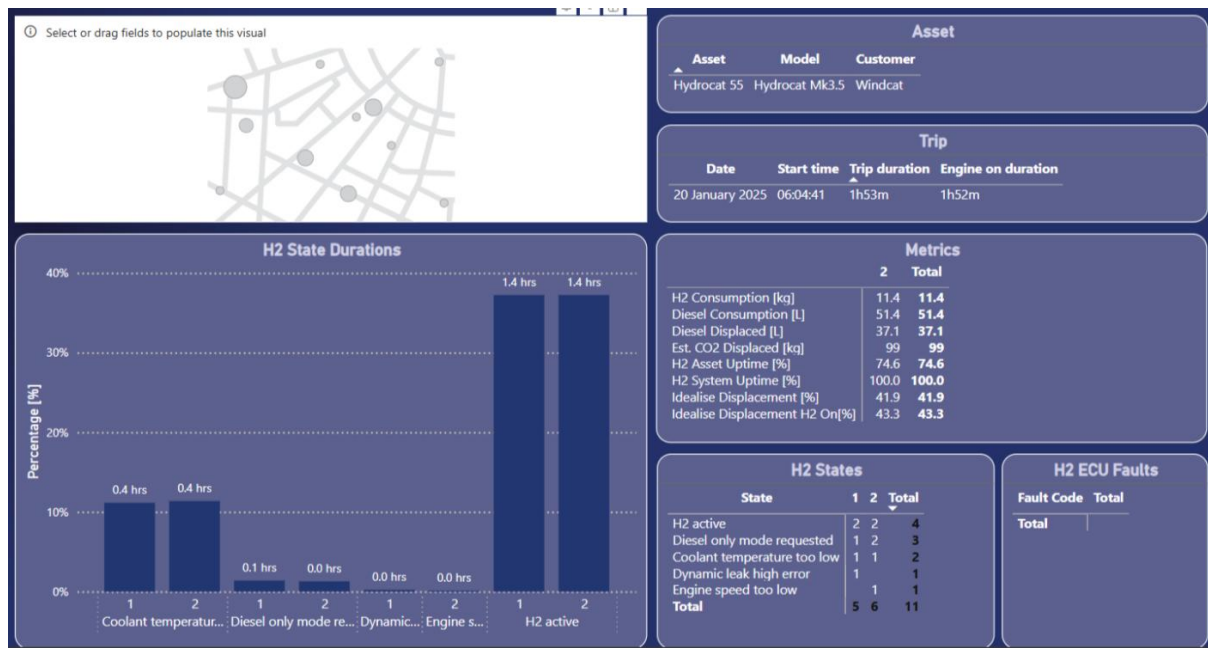 Select or drag fields to populate this visual
Asset
Asset Model Customer
Hydrocat 55 Hydrocat Mk3.5 Windcat
Trip
Date Start time Trip duration Engine on duration
20 January 2025 06:04:41 1h53m 1h52m
H2 State Durations
Percentage [%]
40%
30%
20%
10%
0%
0.4 hrs 0.4 hrs 0.1 hrs 0.0 hrs 0.0 hrs 0.0 hrs 1.4 hrs 1.4 hrs
1 2 1 2 1 2 1 2
Coolant temperatur... Diesel only mode re... Dynamic... Engine s... H2 active
Metrics
2 Total
H2 Consumption [kg] 11.4 11.4
Diesel Consumption [L] 51.4 51.4
Diesel Displaced [L] 37.1 37.1
Est. CO2 Displaced [kg] 99 99
H2 Asset Uptime [%] 74.6 74.6
H2 System Uptime [%] 100.0 100.0
Idealise Displacement [%] 41.9 41.9
Idealise Displacement H2 On[%] 43.3 43.3
H2 States
State 1 2 Total
H2 active 2 2 4
Diesel only mode requested 1 2 3
Coolant temperature too low 1 1 2
Dynamic leak high error 1 1
Engine speed too low 1 1
Total 5 6 11
H2 ECU Faults
Fault Code Total
Total